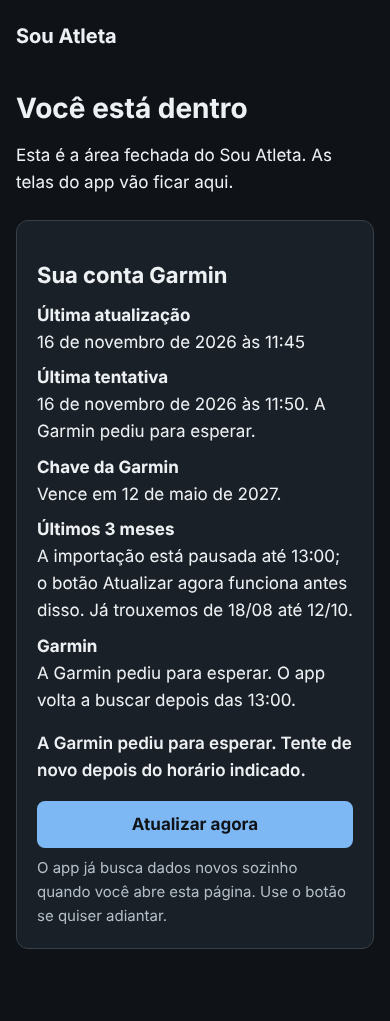 Sou Atleta
Você está dentro
Esta é a área fechada do Sou Atleta. As
telas do app vão ficar aqui.
Sua conta Garmin
Última atualização
16 de novembro de 2026 às 11:45
Última tentativa
16 de novembro de 2026 às 11:50. A
Garmin pediu para esperar.
Chave da Garmin
Vence em 12 de maio de 2027.
Últimos 3 meses
A importação está pausada até 13:00;
o botão Atualizar agora funciona antes
disso. Já trouxemos de 18/08 até 12/10.
Garmin
A Garmin pediu para esperar. O app
volta a buscar depois das 13:00.
A Garmin pediu para esperar. Tente de
novo depois do horário indicado.
Atualizar agora
O app já busca dados novos sozinho
quando você abre esta página. Use o botão
se quiser adiantar.